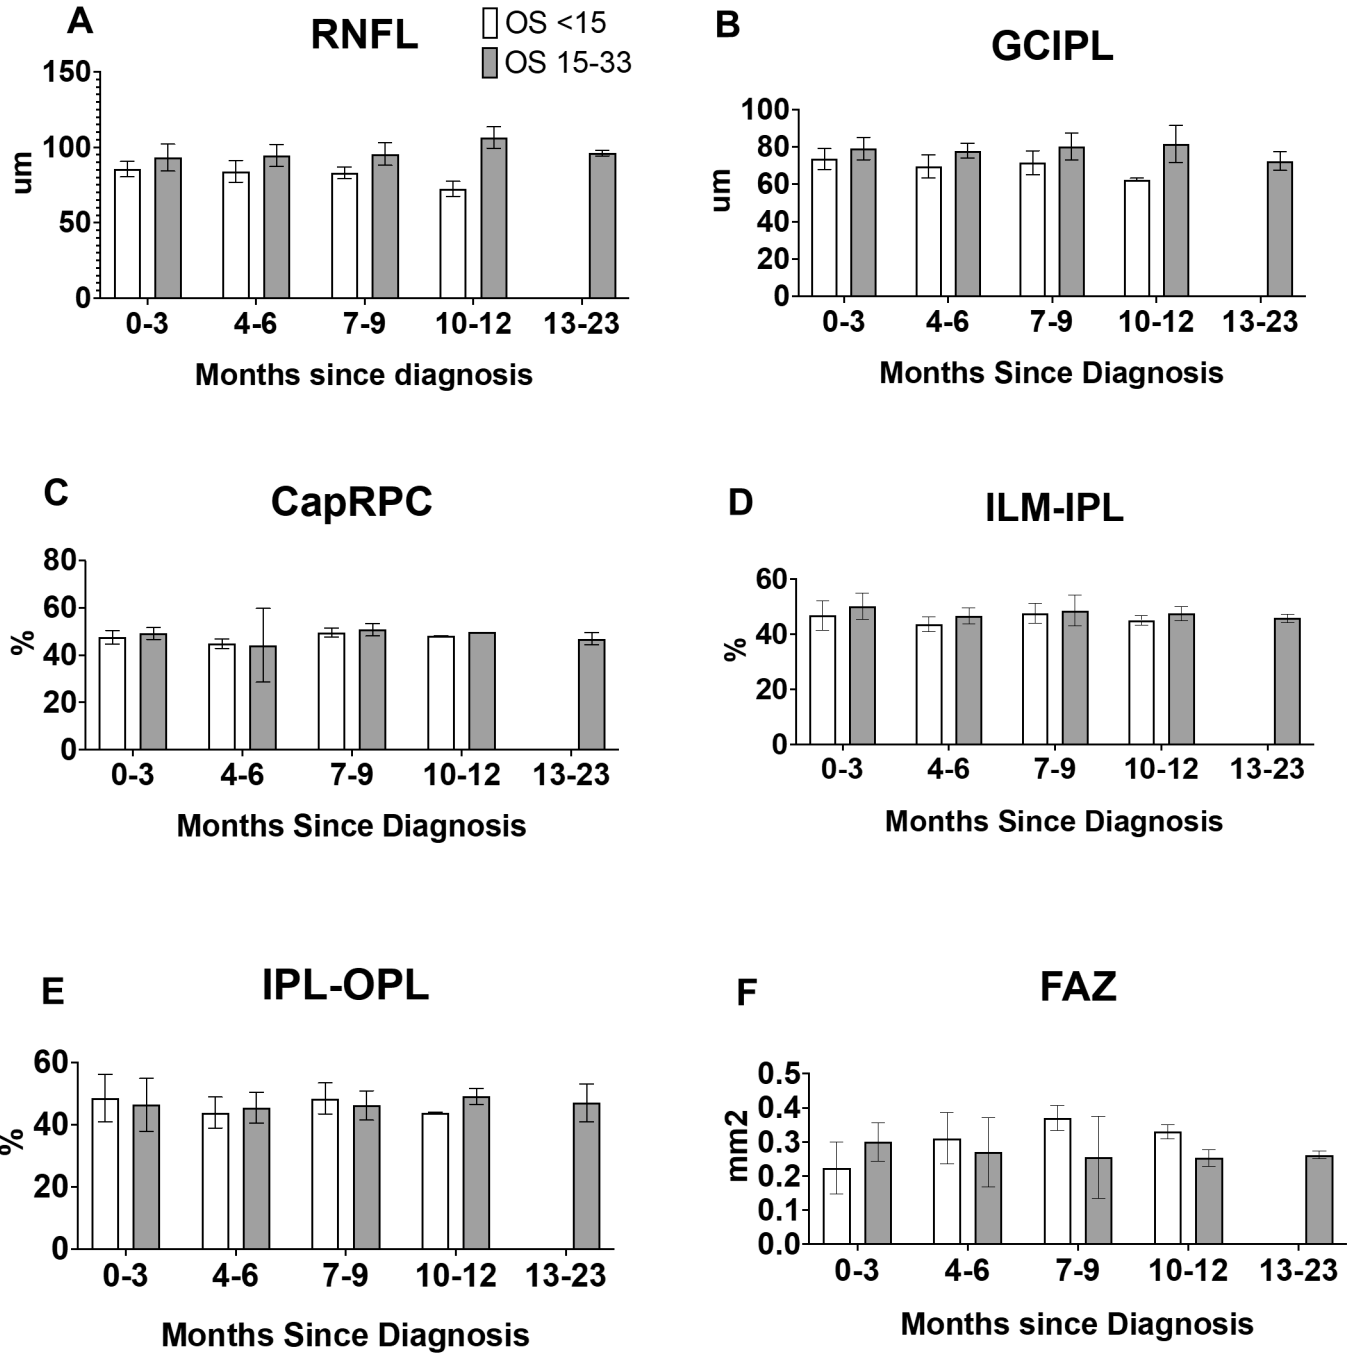 A
RNFL
OS <15
OS 15-33
150
100
50
0
um
0-3 4-6 7-9 10-12 13-23
Months since diagnosis
B
GCIPL
100
80
60
40
20
0
um
0-3 4-6 7-9 10-12 13-23
Months Since Diagnosis
C
CapRPC
80
60
40
20
0
%
0-3 4-6 7-9 10-12 13-23
Months Since Diagnosis
D
ILM-IPL
60
40
20
0
%
0-3 4-6 7-9 10-12 13-23
Months Since Diagnosis
E
IPL-OPL
60
40
20
0
%
0-3 4-6 7-9 10-12 13-23
Months Since Diagnosis
F
FAZ
0.5
0.4
0.3
0.2
0.1
0.0
mm2
0-3 4-6 7-9 10-12 13-23
Months since Diagnosis